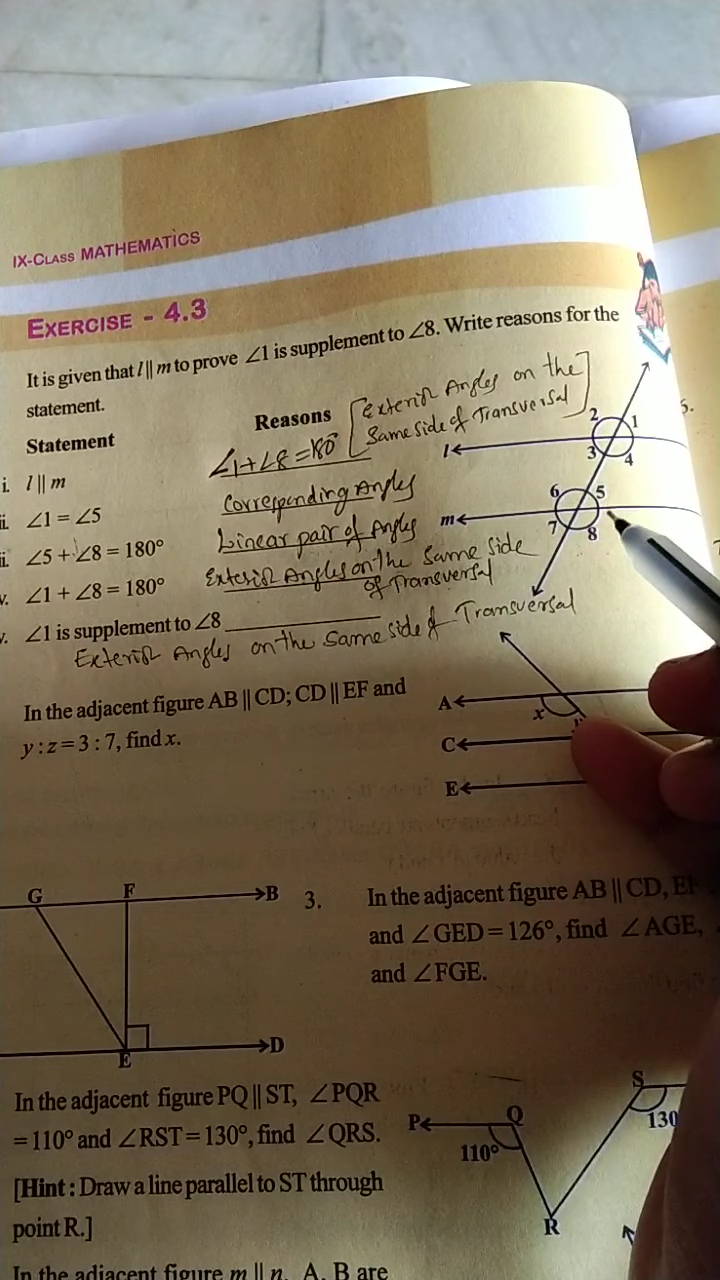 IX-CLASS MATHEMATICS
EXERCISE - 4.3
It is given that l || m to prove ∠1 is supplement to ∠8. Write reasons for the
statement.
Statement
Reasons
[Exterior Angles on the
Same side of Transversal]
i. l || m
∠1+∠8=180°
ii. ∠1 = ∠5
Corresponding Angles
∠5 + ∠8 = 180°
Linear pair of Angles
∠1 + ∠8 = 180°
Exterior Angles on the Same side
of Transversal
∠1 is supplement to ∠8
Exterior Angles on the Same side of Transversal
l
m
2
1
3
4
6
5
7
8
5.
In the adjacent figure AB || CD; CD || EF and
y : z = 3 : 7, find x.
A
x
C
E
G
F
B
E
D
3.
In the adjacent figure AB || CD, EF
and ∠GED = 126°, find ∠AGE,
and ∠FGE.
In the adjacent figure PQ || ST, ∠PQR
= 110° and ∠RST = 130°, find ∠QRS.
[Hint : Draw a line parallel to ST through
point R.]
P
Q
110°
S
130
R
In the adjacent figure m || n. A, B are